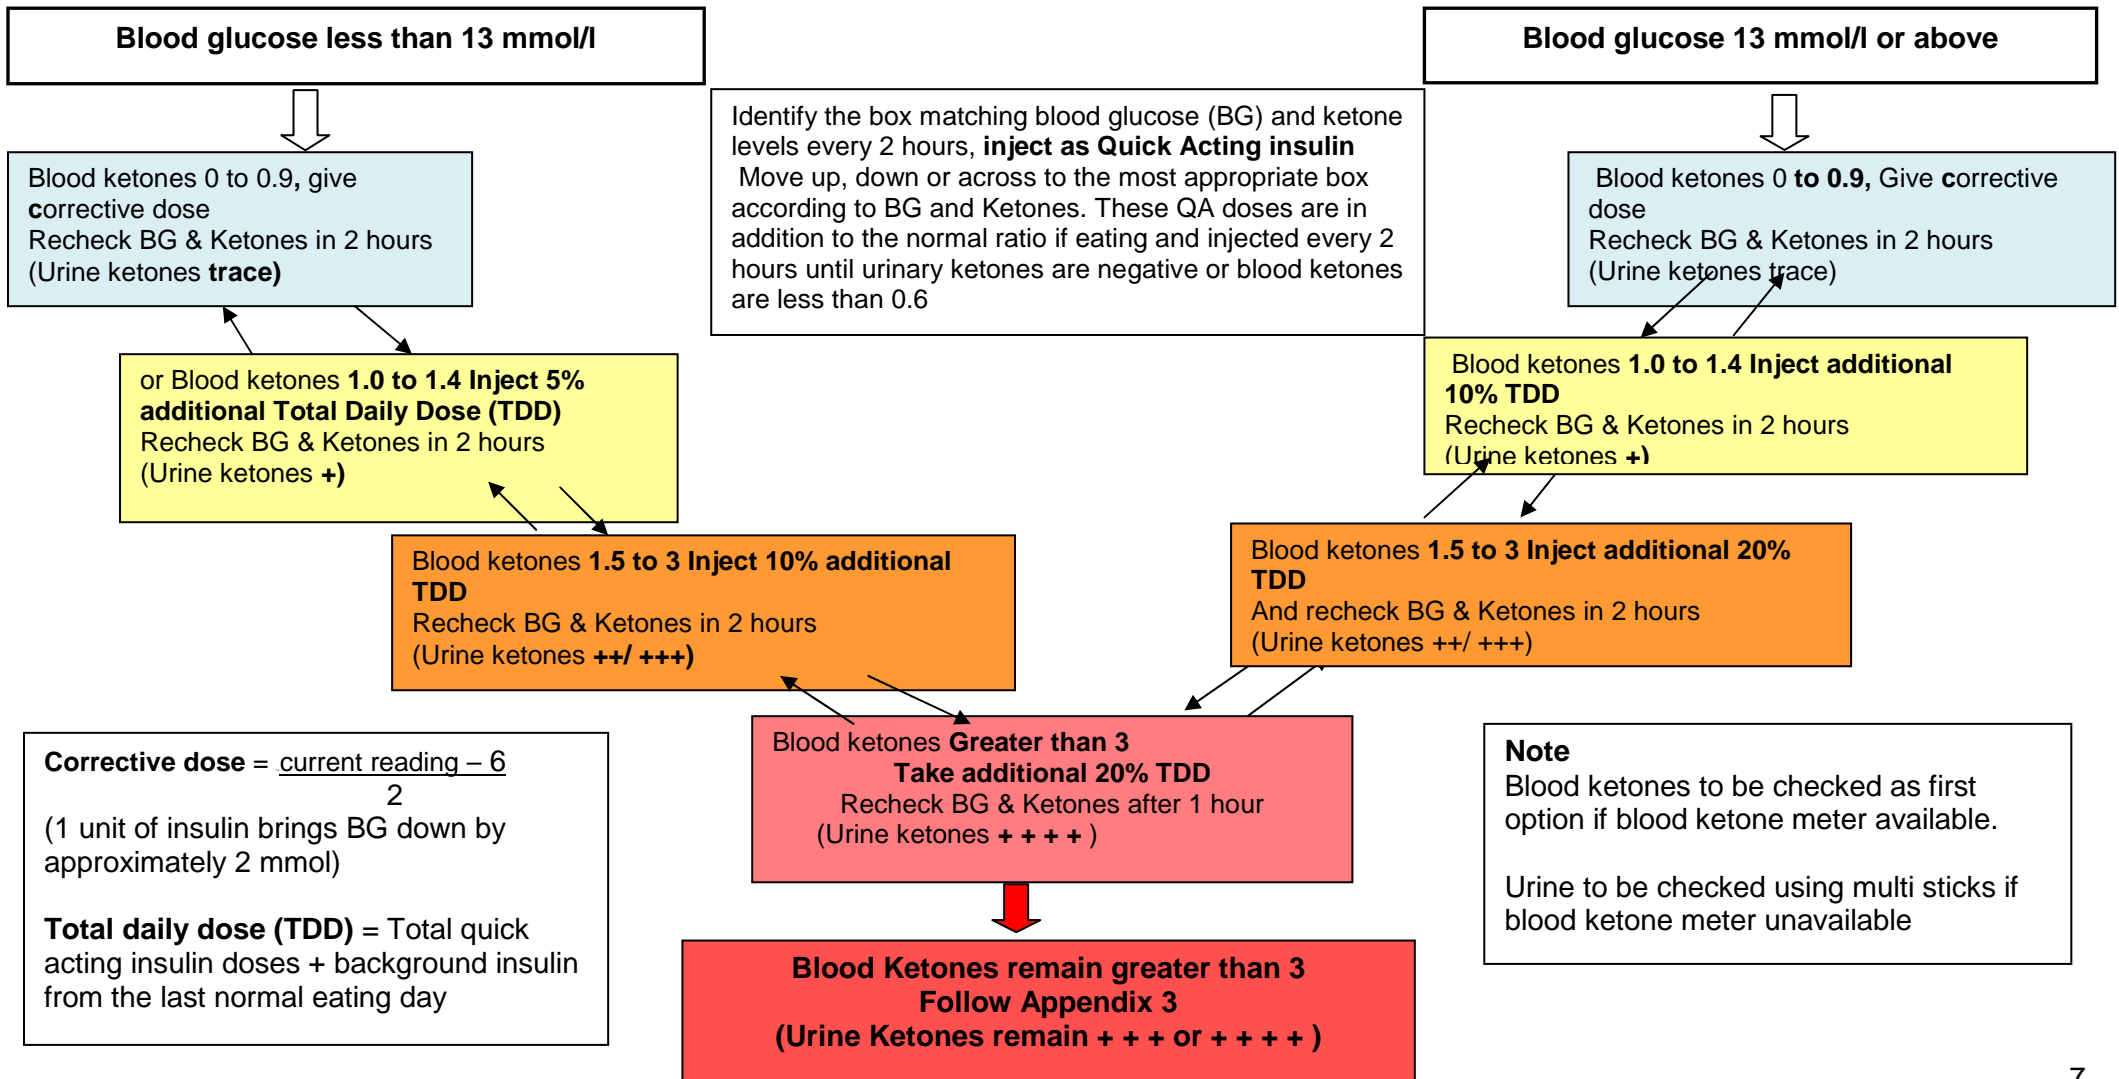 Blood glucose less than 13 mmol/l
Blood glucose 13 mmol/l or above
Identify the box matching blood glucose (BG) and ketone
levels every 2 hours, inject as Quick Acting insulin
Move up, down or across to the most appropriate box
according to BG and Ketones. These QA doses are in
addition to the normal ratio if eating and injected every 2
hours until urinary ketones are negative or blood ketones
are less than 0.6
Blood ketones 0 to 0.9, give
corrective dose
Recheck BG & Ketones in 2 hours
(Urine ketones trace)
Blood ketones 0 to 0.9, Give corrective
dose
Recheck BG & Ketones in 2 hours
(Urine ketones trace)
or Blood ketones 1.0 to 1.4 Inject 5%
additional Total Daily Dose (TDD)
Recheck BG & Ketones in 2 hours
(Urine ketones +)
Blood ketones 1.0 to 1.4 Inject additional
10% TDD
Recheck BG & Ketones in 2 hours
(Urine ketones +)
Blood ketones 1.5 to 3 Inject 10% additional
TDD
Recheck BG & Ketones in 2 hours
(Urine ketones ++/ +++)
Blood ketones 1.5 to 3 Inject additional 20%
TDD
And recheck BG & Ketones in 2 hours
(Urine ketones ++/ +++)
Blood ketones Greater than 3
Take additional 20% TDD
Recheck BG & Ketones after 1 hour
(Urine ketones + + + + )
Corrective dose = current reading – 6
2
(1 unit of insulin brings BG down by
approximately 2 mmol)
Total daily dose (TDD) = Total quick
acting insulin doses + background insulin
from the last normal eating day
Note
Blood ketones to be checked as first
option if blood ketone meter available.
Urine to be checked using multi sticks if
blood ketone meter unavailable
Blood Ketones remain greater than 3
Follow Appendix 3
(Urine Ketones remain + + + or + + + + )
7